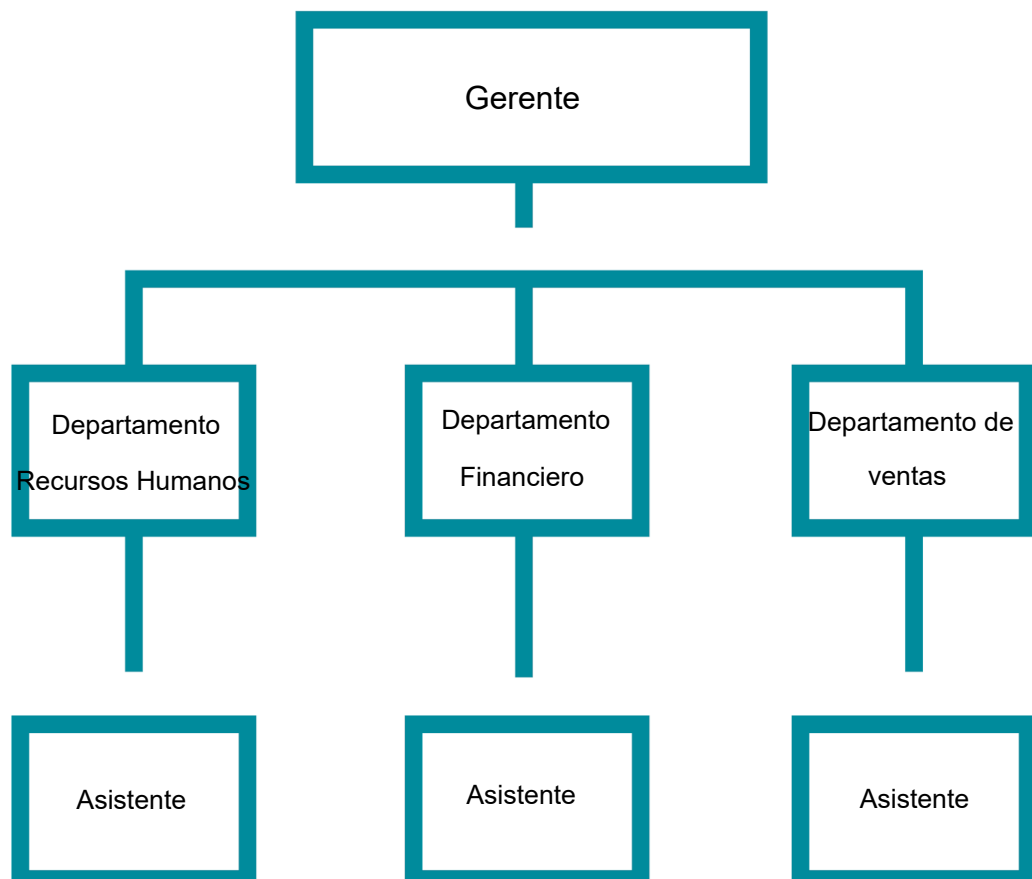 Gerente
Departamento
Recursos Humanos
Departamento
Financiero
Departamento de
ventas
Asistente
Asistente
Asistente